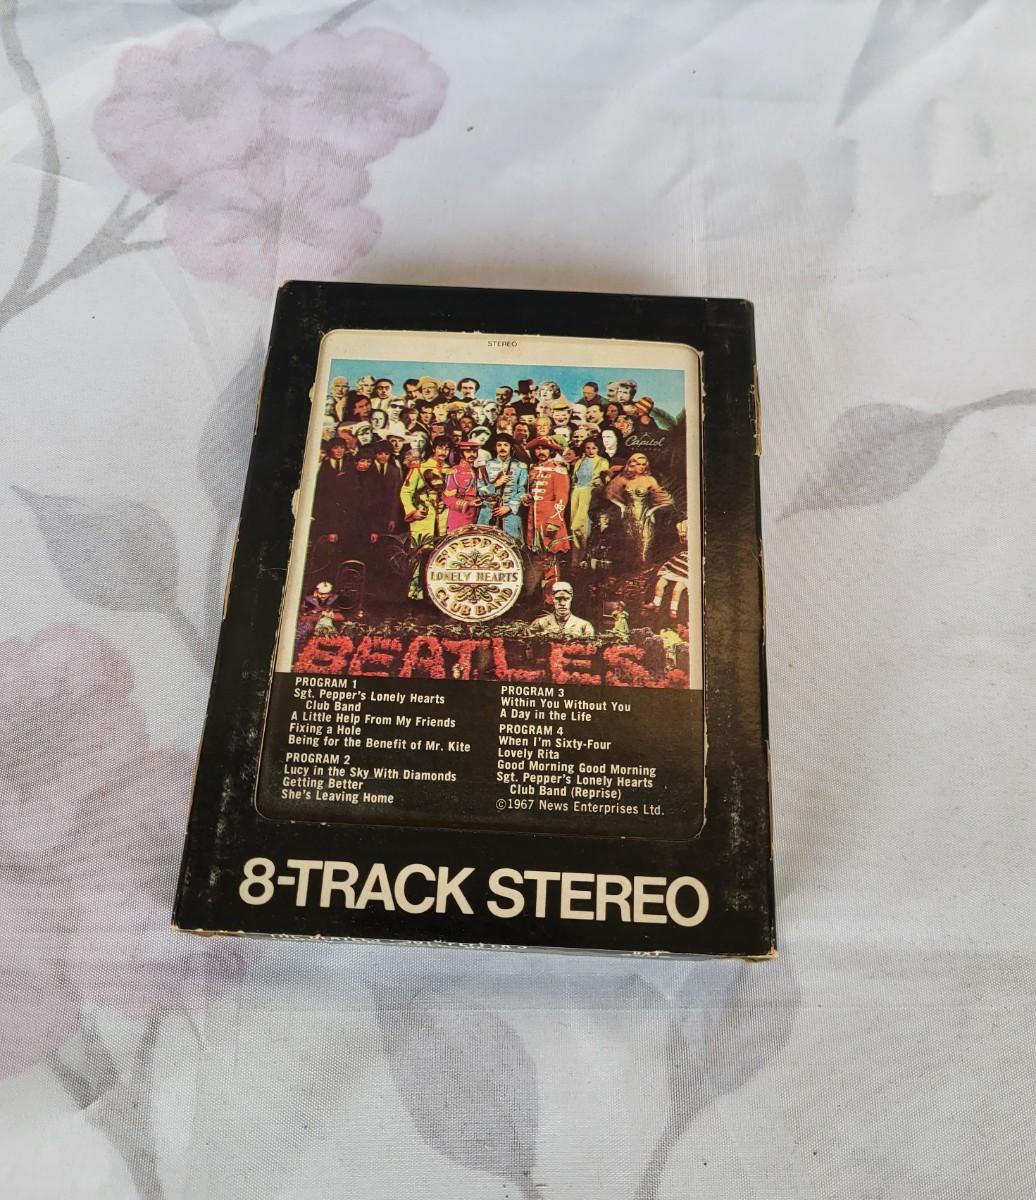 STEREO
Capitol
SGT. PEPPERS
LONELY HEARTS
CLUB BAND
BEATLES
PROGRAM 1
Sgt. Pepper's Lonely Hearts
Club Band
A Little Help From My Friends
Fixing a Hole
Being for the Benefit of Mr. Kite
PROGRAM 2
Lucy in the Sky With Diamonds
Getting Better
She's Leaving Home
PROGRAM 3
Within You Without You
A Day in the Life
PROGRAM 4
When I'm Sixty-Four
Lovely Rita
Good Morning Good Morning
Sgt. Pepper's Lonely Hearts
Club Band (Reprise)
©1967 News Enterprises Ltd.
8-TRACK STEREO